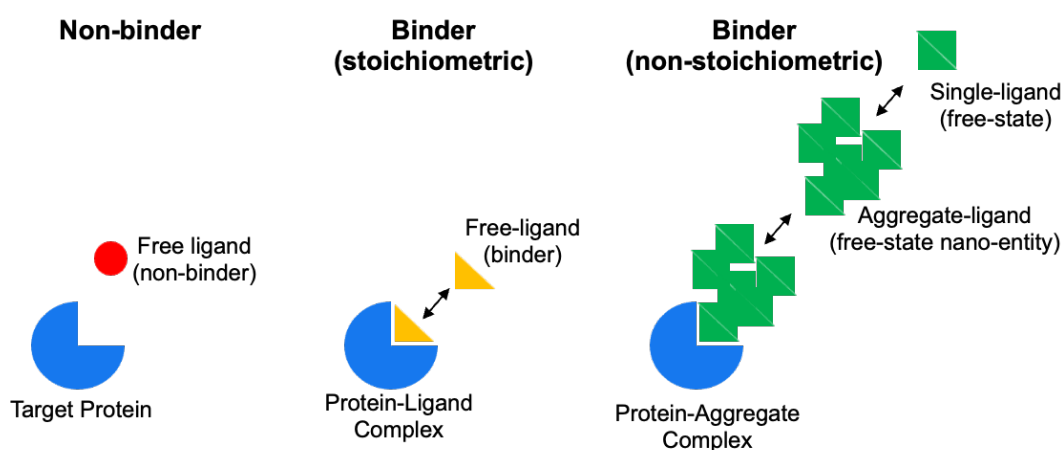 Non-binder
Free ligand
(non-binder)
Target Protein
Binder
(stoichiometric)
Free-ligand
(binder)
Protein-Ligand
Complex
Binder
(non-stoichiometric)
Single-ligand
(free-state)
Aggregate-ligand
(free-state nano-entity)
Protein-Aggregate
Complex